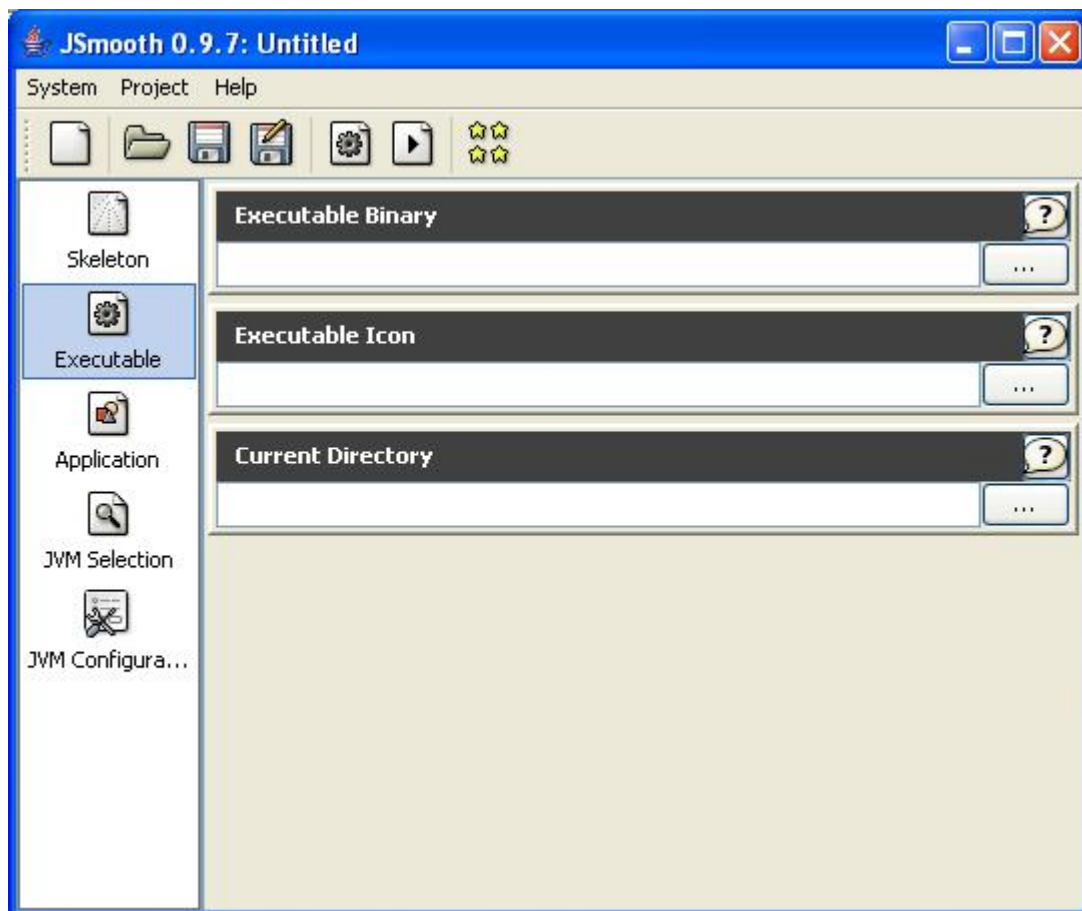 JSmooth 0.9.7: Untitled
System Project Help
Skeleton
Executable
Application
JVM Selection
JVM Configura...
Executable Binary
?
...
Executable Icon
?
...
Current Directory
?
...